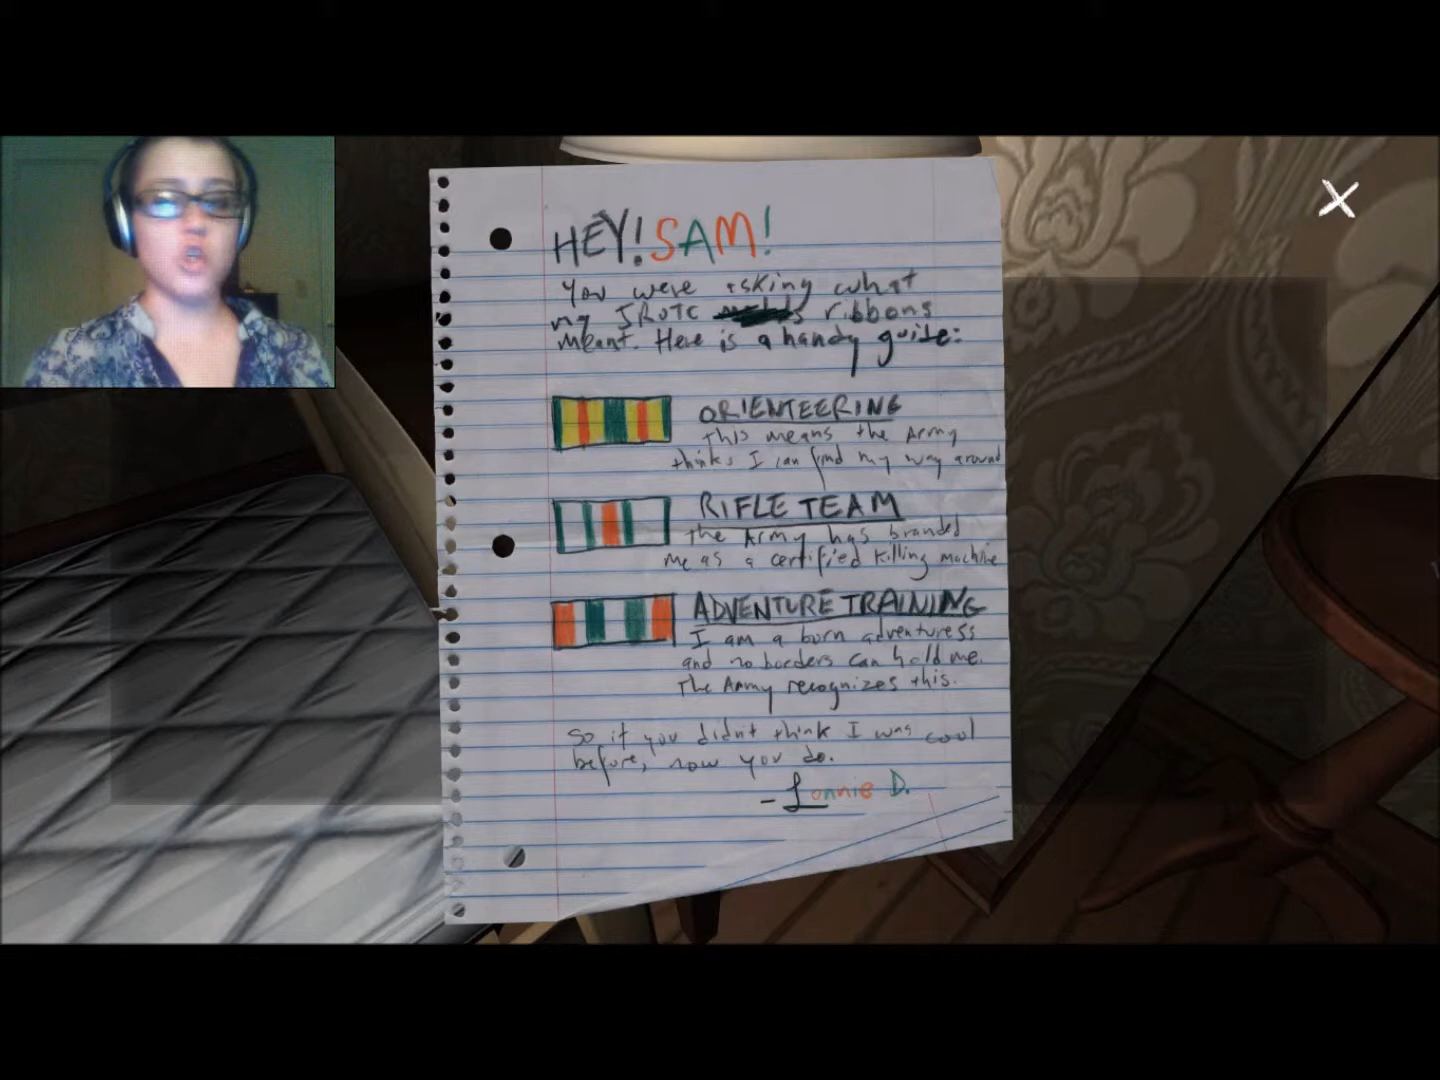 HEY! SAM!
You were asking what
my JROTC ribbons
meant. Here is a handy guide:
ORIENTEERING
This means the Army
thinks I can find my way around
RIFLE TEAM
The Army has branded
me as a certified killing machine
ADVENTURE TRAINING
I am a born adventuress
and no borders can hold me.
The Army recognizes this.
So if you didn't think I was cool
before, now you do.
- Lonnie D.